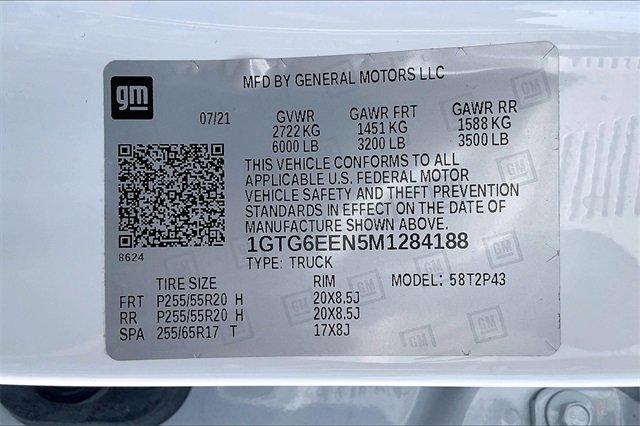 gm
MFD BY GENERAL MOTORS LLC
07/21 GVWR GAWR FRT GAWR RR
2722 KG 1451 KG 1588 KG
6000 LB 3200 LB 3500 LB
THIS VEHICLE CONFORMS TO ALL
APPLICABLE U.S. FEDERAL MOTOR
VEHICLE SAFETY AND THEFT PREVENTION
STANDARDS IN EFFECT ON THE DATE OF
MANUFACTURE SHOWN ABOVE.
8624
1GTG6EEN5M1284188
TYPE: TRUCK
TIRE SIZE RIM MODEL: 58T2P43
FRT P255/55R20 H 20X8.5J
RR P255/55R20 H 20X8.5J
SPA 255/65R17 T 17X8J